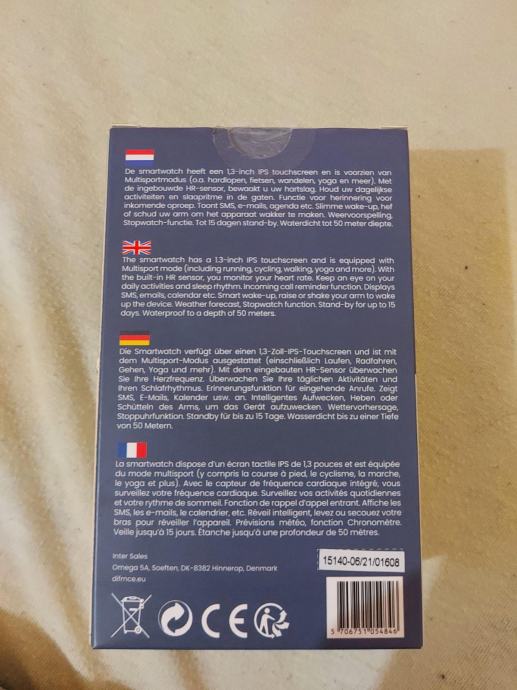 De smartwatch heeft een 1,3-inch IPS touchscreen en is voorzien van
Multisportmodus (o.a. hardlopen, fietsen, wandelen, yoga en meer). Met
de ingebouwde HR-sensor, bewaakt u uw hartslag. Houd uw dagelijkse
activiteiten en slaapritme in de gaten. Functie voor herinnering voor
inkomende oproep. Toont SMS, e-mails, agenda etc. Slimme wake-up, hef
of schud uw arm om het apparaat wakker te maken. Weervoorspelling,
Stopwatch-functie. Tot 15 dagen stand-by. Waterdicht tot 50 meter diepte.
The smartwatch has a 1.3-inch IPS touchscreen and is equipped with
Multisport mode (including running, cycling, walking, yoga and more). With
the built-in HR sensor, you monitor your heart rate. Keep an eye on your
daily activities and sleep rhythm. Incoming call reminder function. Displays
SMS, emails, calendar etc. Smart wake-up, raise or shake your arm to wake
up the device. Weather forecast, Stopwatch function. Stand-by for up to 15
days. Waterproof to a depth of 50 meters.
Die Smartwatch verfügt über einen 1,3-Zoll-IPS-Touchscreen und ist mit
dem Multisport-Modus ausgestattet (einschließlich Laufen, Radfahren,
Gehen, Yoga und mehr). Mit dem eingebauten HR-Sensor überwachen
Sie Ihre Herzfrequenz. Überwachen Sie Ihre täglichen Aktivitäten und
Ihren Schlafrhythmus. Erinnerungsfunktion für eingehende Anrufe. Zeigt
SMS, E-Mails, Kalender usw. an. Intelligentes Aufwecken, Heben oder
Schütteln des Arms, um das Gerät aufzuwecken. Wettervorhersage,
Stoppuhrfunktion. Standby für bis zu 15 Tage. Wasserdicht bis zu einer Tiefe
von 50 Metern.
La smartwatch dispose d'un écran tactile IPS de 1,3 pouces et est équipée
du mode multisport (y compris la course à pied, le cyclisme, la marche,
le yoga et plus). Avec le capteur de fréquence cardiaque intégré, vous
surveillez votre fréquence cardiaque. Surveillez vos activités quotidiennes
et votre rythme de sommeil. Fonction de rappel d'appel entrant. Affiche les
SMS, les e-mails, le calendrier, etc. Réveil intelligent, levez ou secouez votre
bras pour réveiller l'appareil. Prévisions météo, fonction Chronomètre.
Veille jusqu'à 15 jours. Étanche jusqu'à une profondeur de 50 mètres.
Inter Sales
Omega 5A, Soeften, DK-8382 Hinnerup, Denmark
difrnce.eu
15140-06/21/01608
5 706751 054846
CE